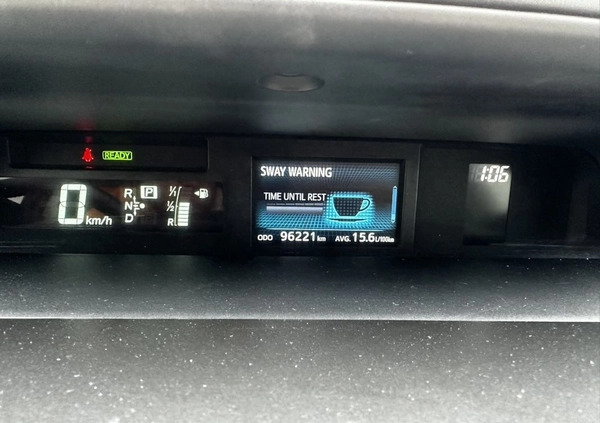 READY
0 km/h
R P
N
D
1/1
1/2
R
SWAY WARNING
TIME UNTIL REST
ODO 96221 km AVG. 15.6 L/100km
1:06